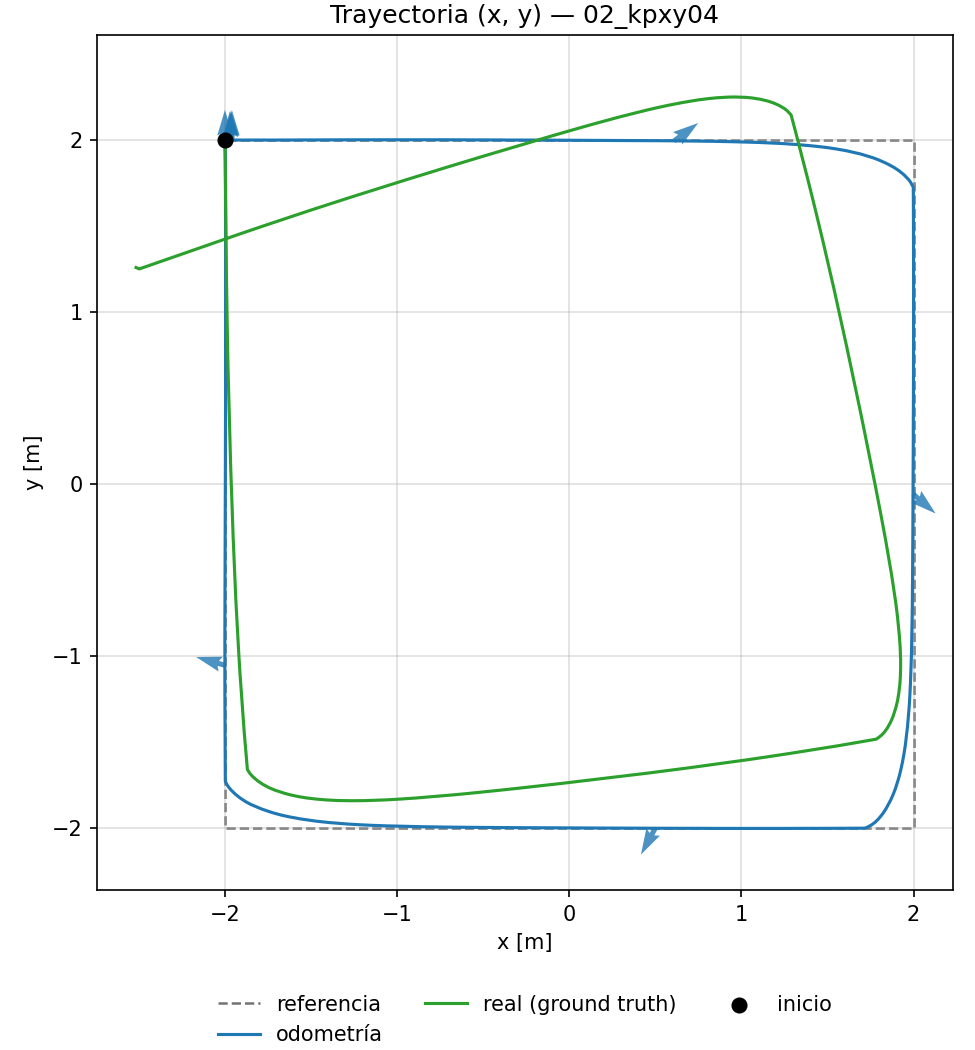 Trayectoria (x, y) — 02_kpxy04
2
1
0
−1
−2
y [m]
−2
−1
0
1
2
x [m]
referencia
real (ground truth)
inicio
odometría